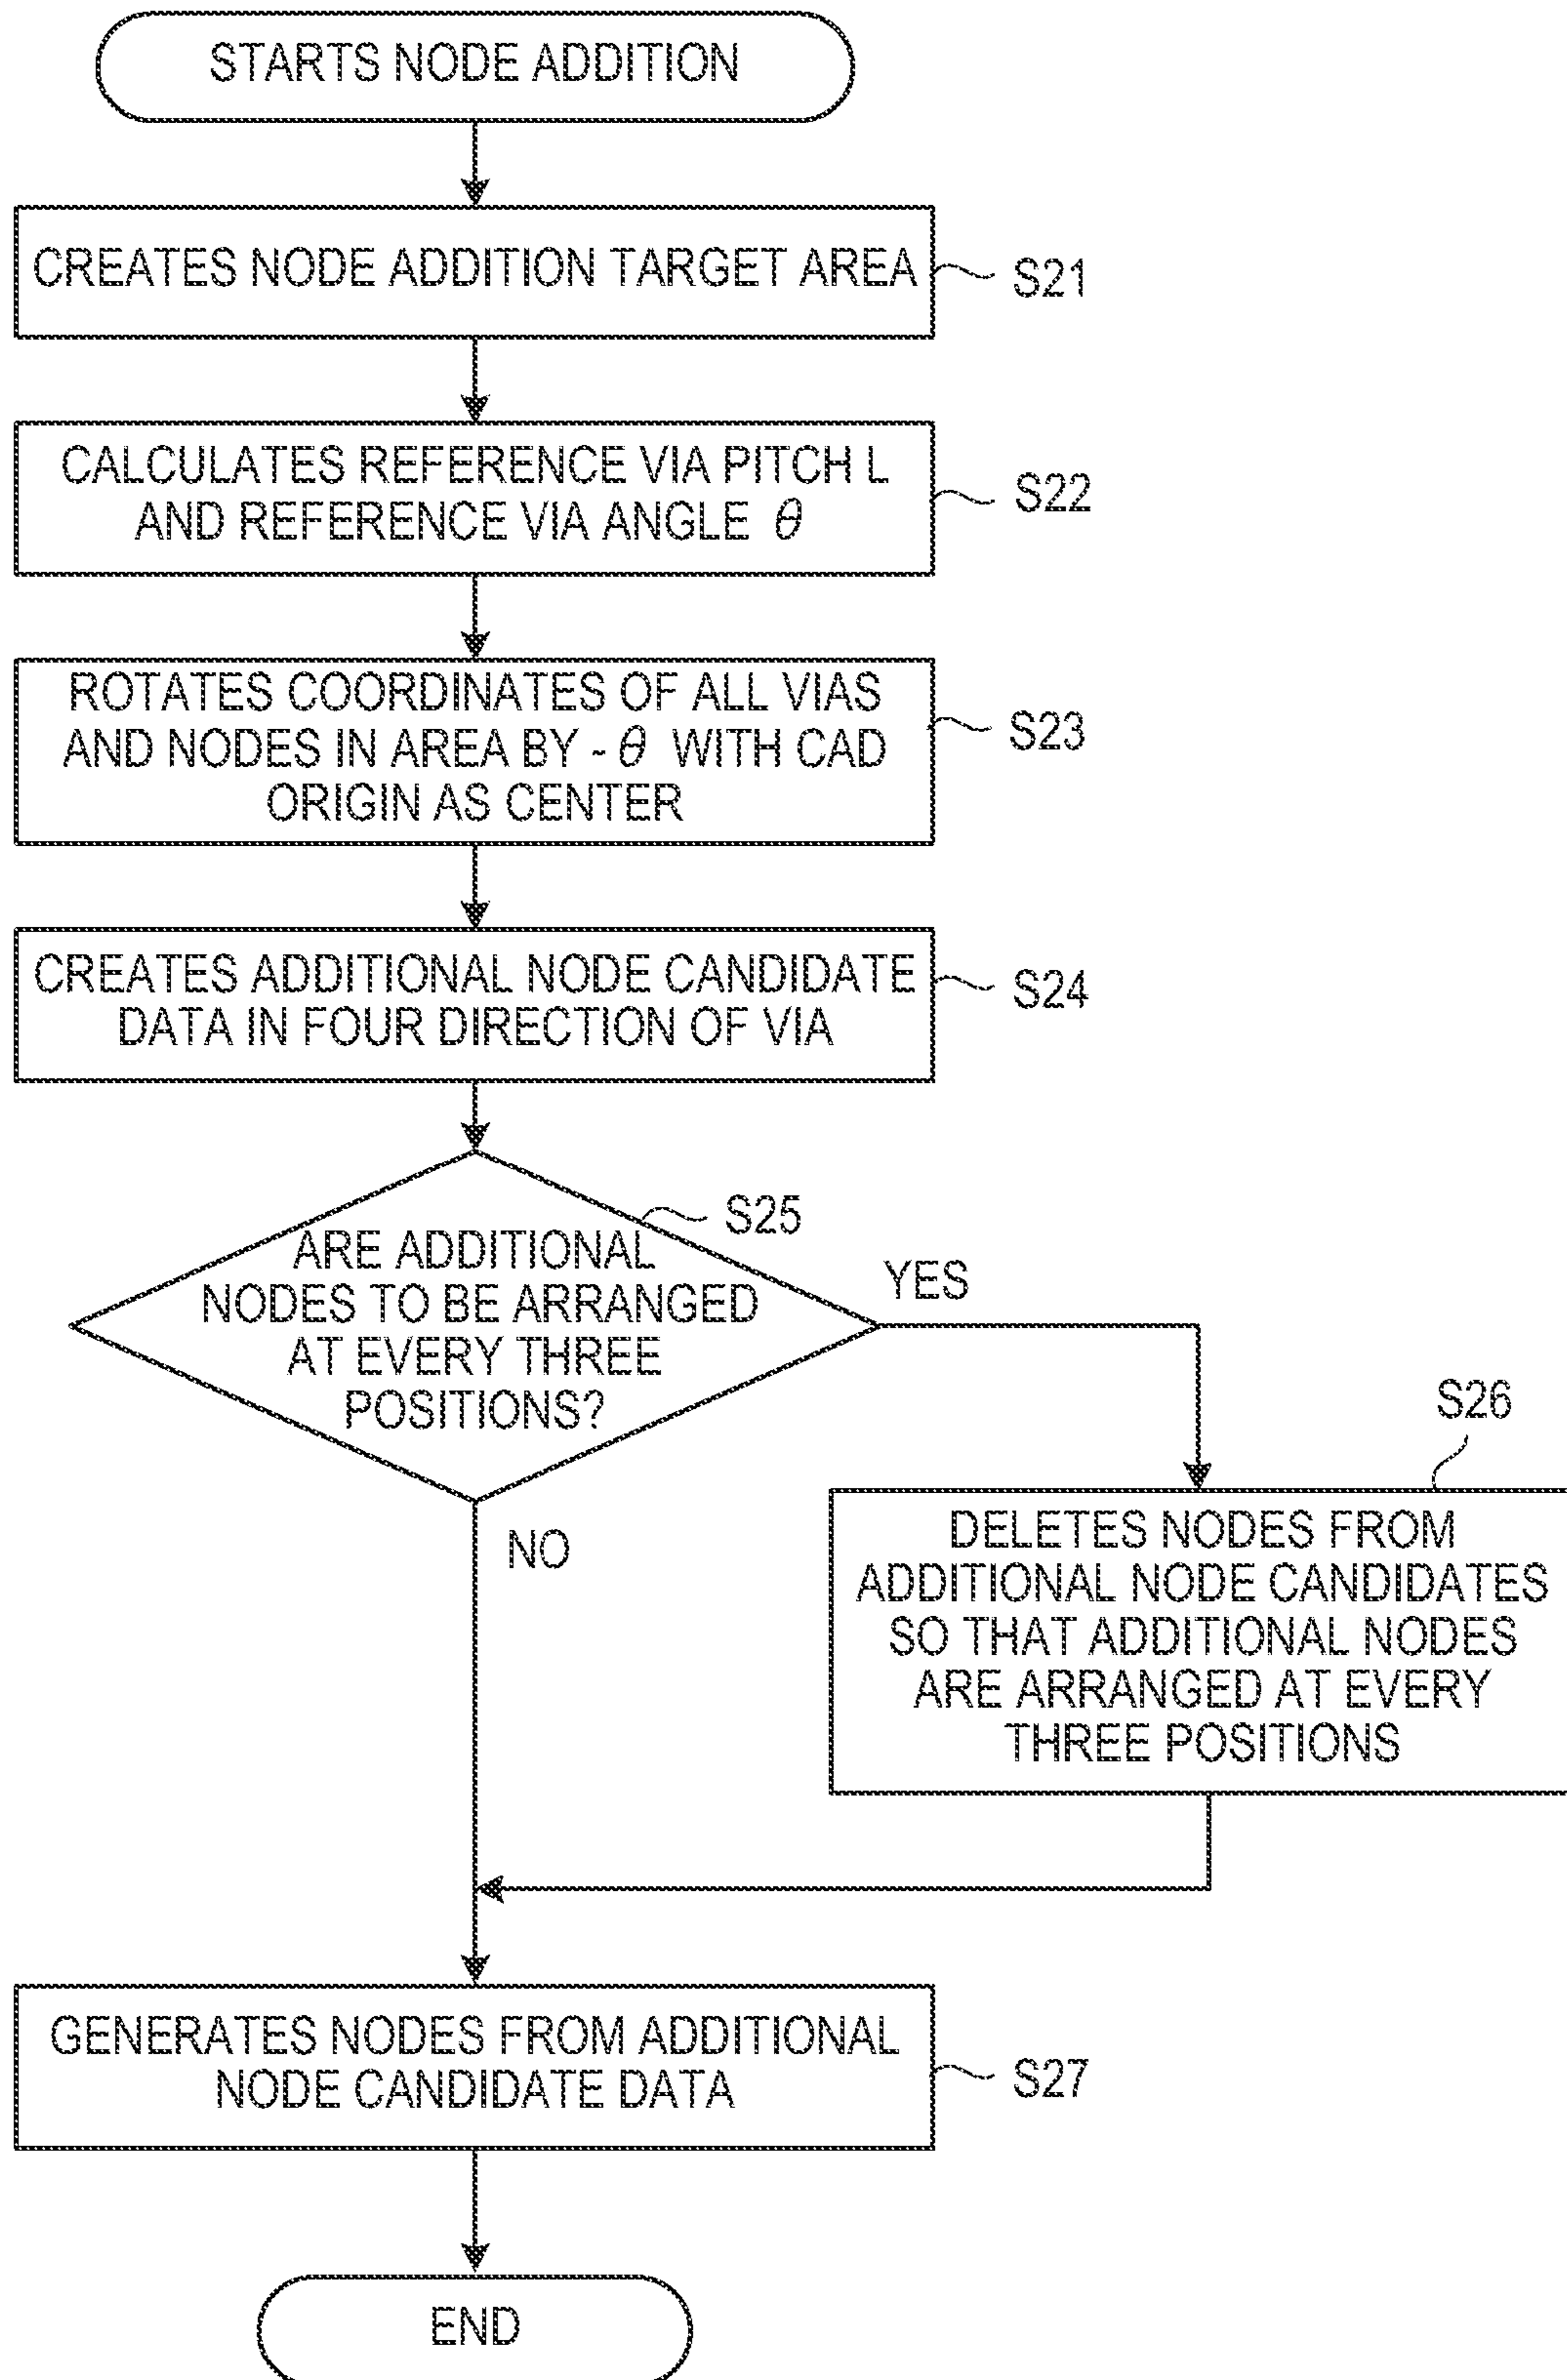 STARTS NODE ADDITION
CREATES NODE ADDITION TARGET AREA
S21
CALCULATES REFERENCE VIA PITCH L
AND REFERENCE VIA ANGLE θ
S22
ROTATES COORDINATES OF ALL VIAS
AND NODES IN AREA BY - θ WITH CAD
ORIGIN AS CENTER
S23
CREATES ADDITIONAL NODE CANDIDATE
DATA IN FOUR DIRECTION OF VIA
S24
S25
ARE ADDITIONAL
NODES TO BE ARRANGED
AT EVERY THREE
POSITIONS?
YES
NO
S26
DELETES NODES FROM
ADDITIONAL NODE CANDIDATES
SO THAT ADDITIONAL NODES
ARE ARRANGED AT EVERY
THREE POSITIONS
GENERATES NODES FROM ADDITIONAL
NODE CANDIDATE DATA
S27
END